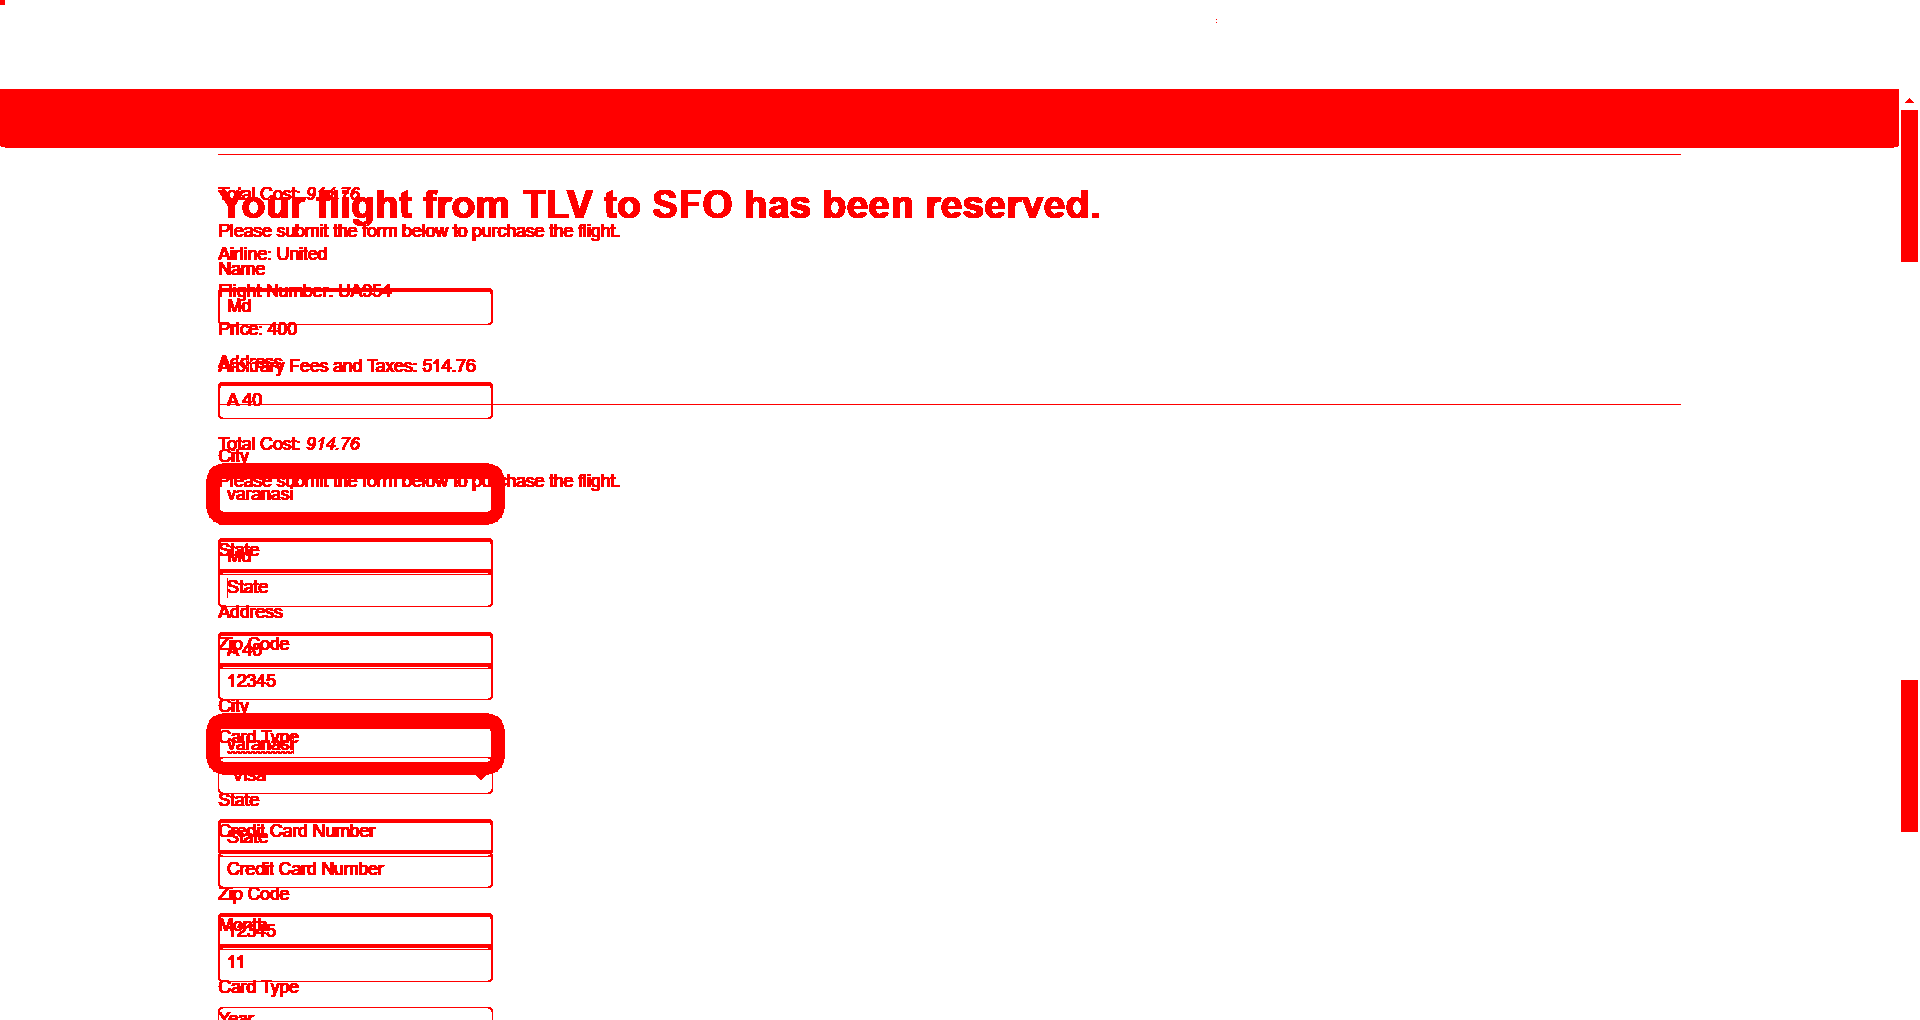 Total Cost: 914.76
Your flight from TLV to SFO has been reserved.
Please submit the form below to purchase the flight.
Airline: United
Name
Flight Number: UA954
Md
Price: 400
Address
Arbitrary Fees and Taxes: 514.76
A 40
Total Cost: 914.76
City
Please submit the form below to purchase the flight.
varanasi
State
Md
State
Address
Zip Code
A 40
12345
City
Card Type
varanasi
Visa
State
Credit Card Number
State
Credit Card Number
Zip Code
Month
12345
11
Card Type
Year